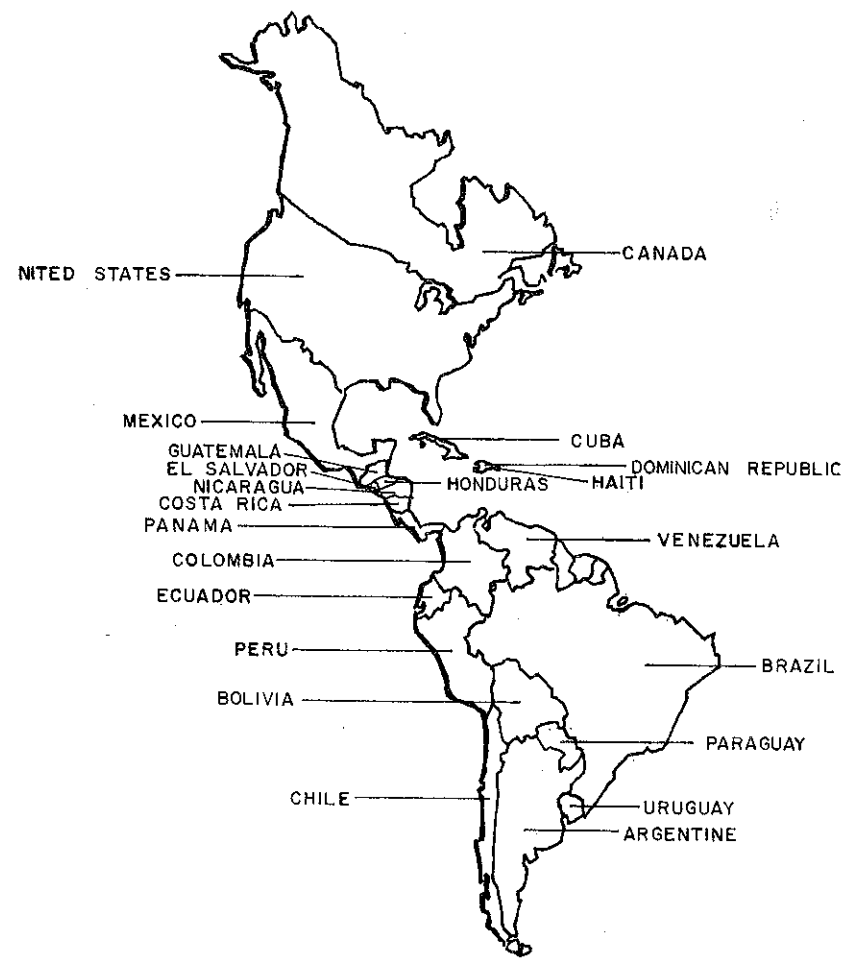 CANADA
NITED STATES
MEXICO
CUBA
GUATEMALA
EL SALVADOR
DOMINICAN REPUBLIC
NICARAGUA
HONDURAS
HAITI
COSTA RICA
PANAMA
VENEZUELA
COLOMBIA
ECUADOR
PERU
BRAZIL
BOLIVIA
PARAGUAY
CHILE
URUGUAY
ARGENTINE